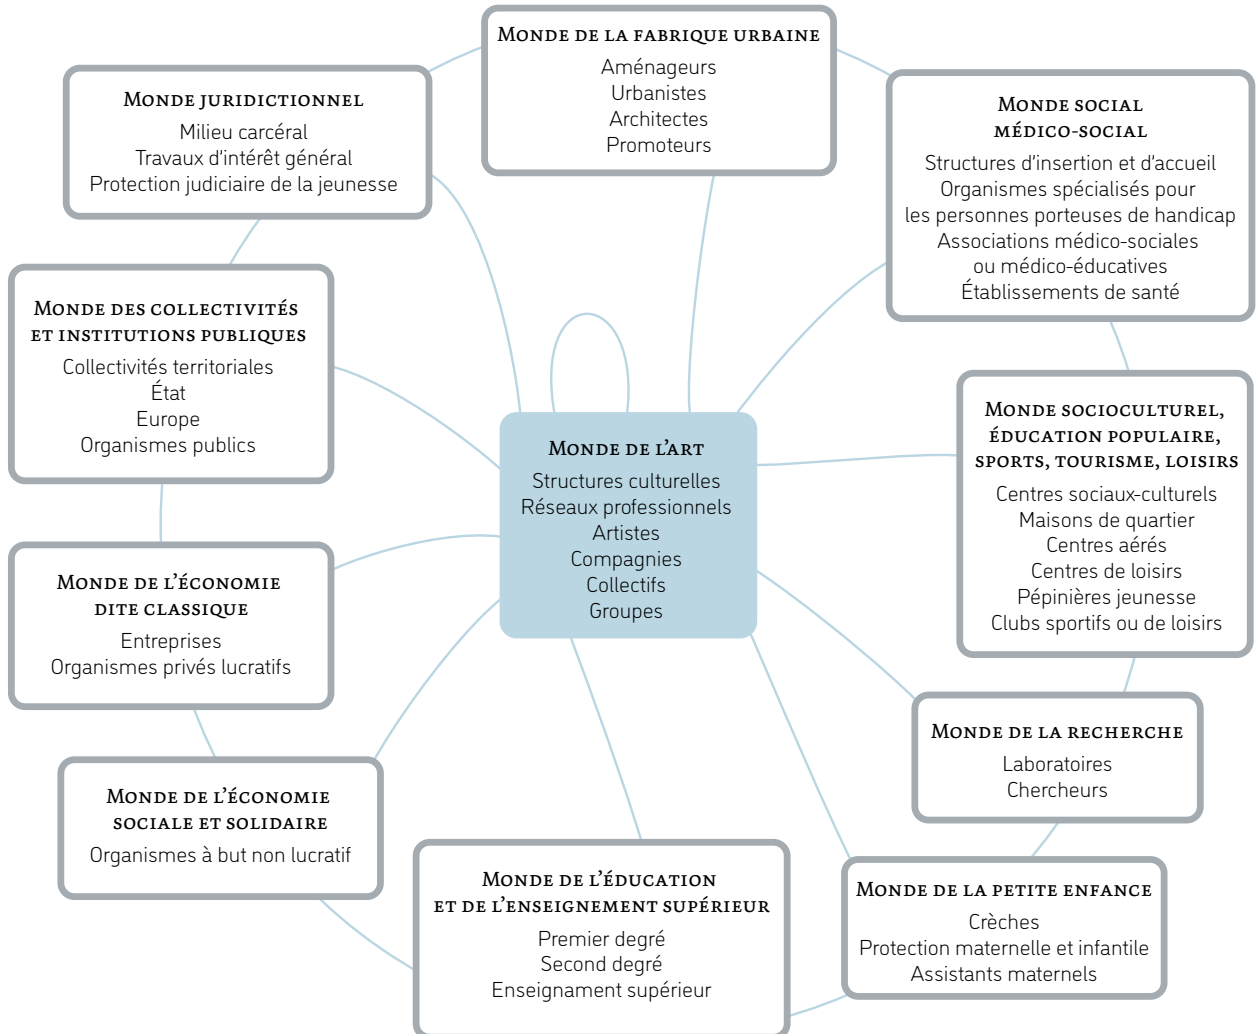 MONDE DE LA FABRIQUE URBAINE
Aménageurs
Urbanistes
Architectes
Promoteurs
MONDE JURIDICTIONNEL
Milieu carcéral
Travaux d'intérêt général
Protection judiciaire de la jeunesse
MONDE SOCIAL
MÉDICO-SOCIAL
Structures d'insertion et d'accueil
Organismes spécialisés pour
les personnes porteuses de handicap
Associations médico-sociales
ou médico-éducatives
Établissements de santé
MONDE DES COLLECTIVITÉS
ET INSTITUTIONS PUBLIQUES
Collectivités territoriales
État
Europe
Organismes publics
MONDE DE L'ART
Structures culturelles
Réseaux professionnels
Artistes
Compagnies
Collectifs
Groupes
MONDE SOCIOCULTUREL,
ÉDUCATION POPULAIRE,
SPORTS, TOURISME, LOISIRS
Centres sociaux-culturels
Maisons de quartier
Centres aérés
Centres de loisirs
Pépinières jeunesse
Clubs sportifs ou de loisirs
MONDE DE L'ÉCONOMIE
DITE CLASSIQUE
Entreprises
Organismes privés lucratifs
MONDE DE LA RECHERCHE
Laboratoires
Chercheurs
MONDE DE L'ÉCONOMIE
SOCIALE ET SOLIDAIRE
Organismes à but non lucratif
MONDE DE L'ÉDUCATION
ET DE L'ENSEIGNEMENT SUPÉRIEUR
Premier degré
Second degré
Enseignament supérieur
MONDE DE LA PETITE ENFANCE
Crèches
Protection maternelle et infantile
Assistants maternels